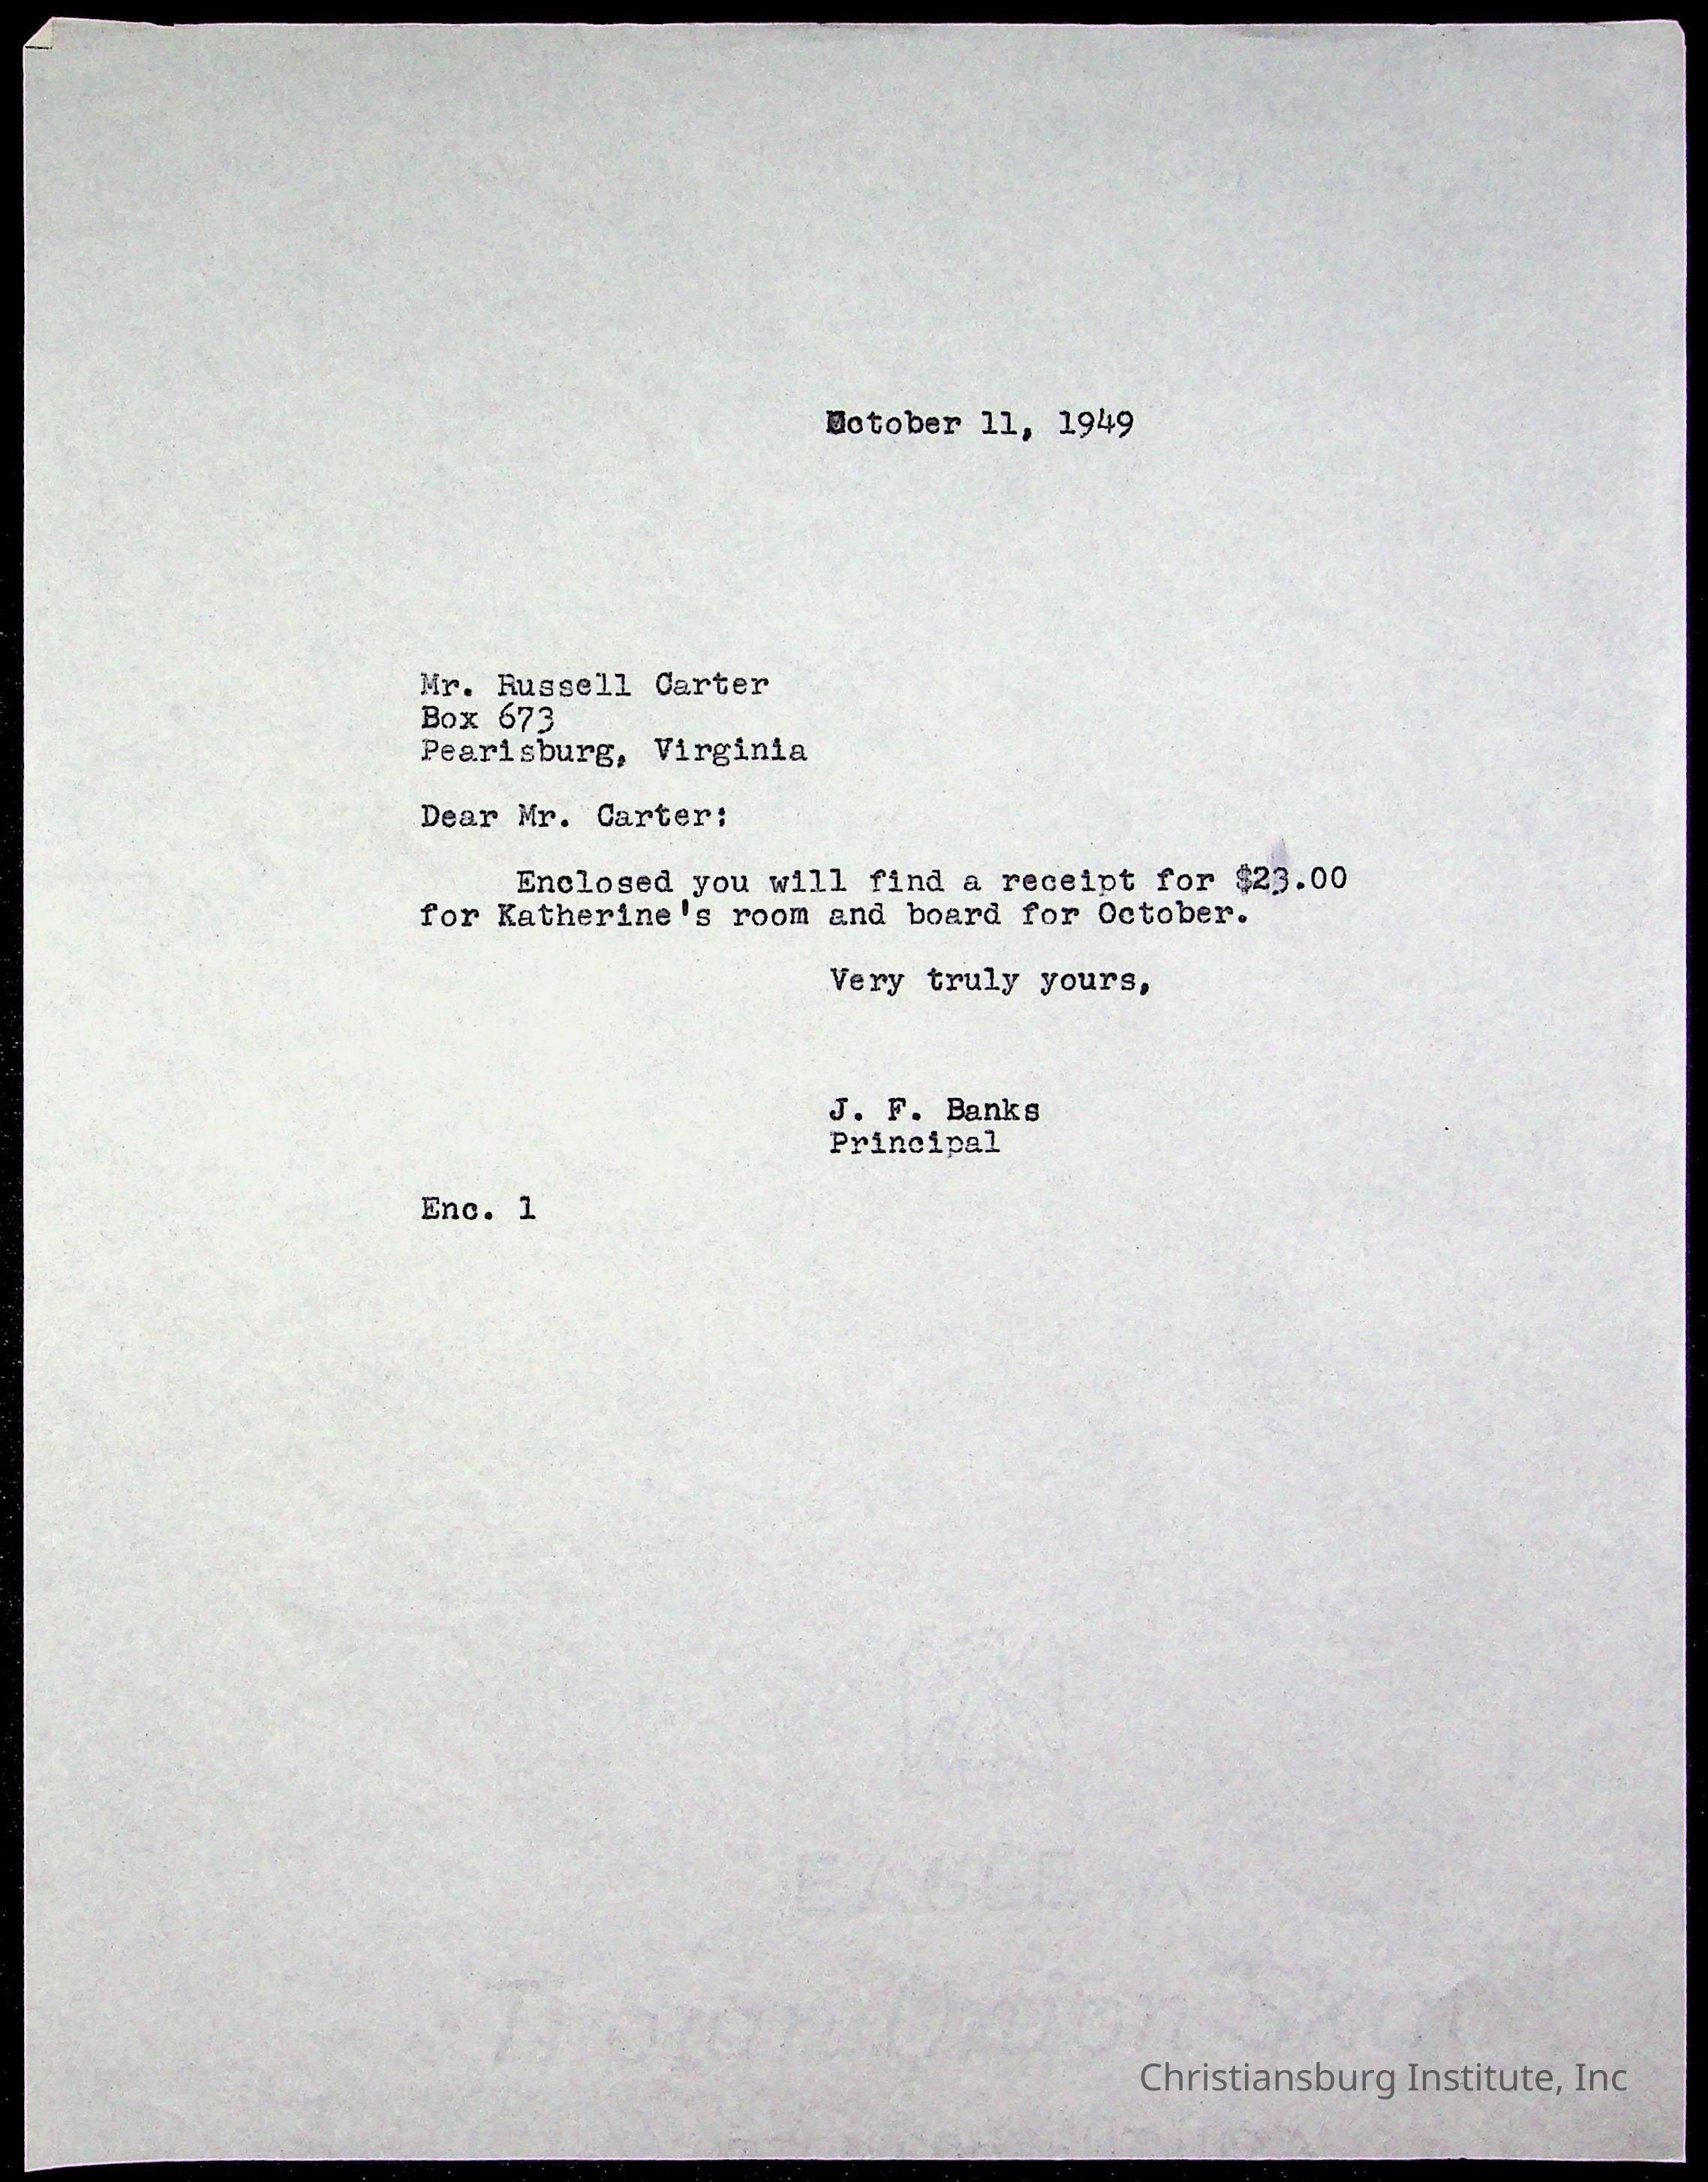 October 11, 1949
Mr. Russell Carter
Box 673
Pearisburg, Virginia
Dear Mr. Carter:
Enclosed you will find a receipt for $23.00
for Katherine's room and board for October.
Very truly yours,
J. F. Banks
Principal
Enc. 1
EAGLE
Christiansburg Institute, Inc